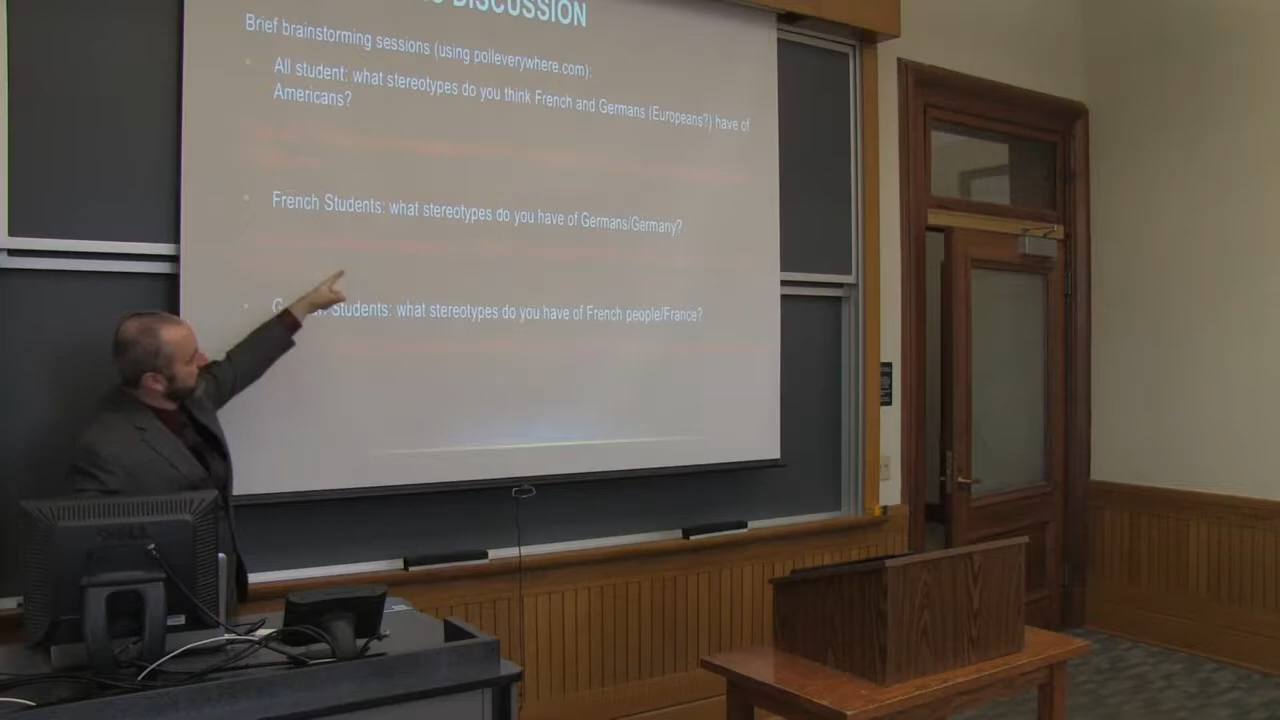 DISCUSSION
Brief brainstorming sessions (using polleverywhere.com):
All student: what stereotypes do you think French and Germans (Europeans?) have of
Americans?
French Students: what stereotypes do you have of Germans/Germany?
Students: what stereotypes do you have of French people/France?